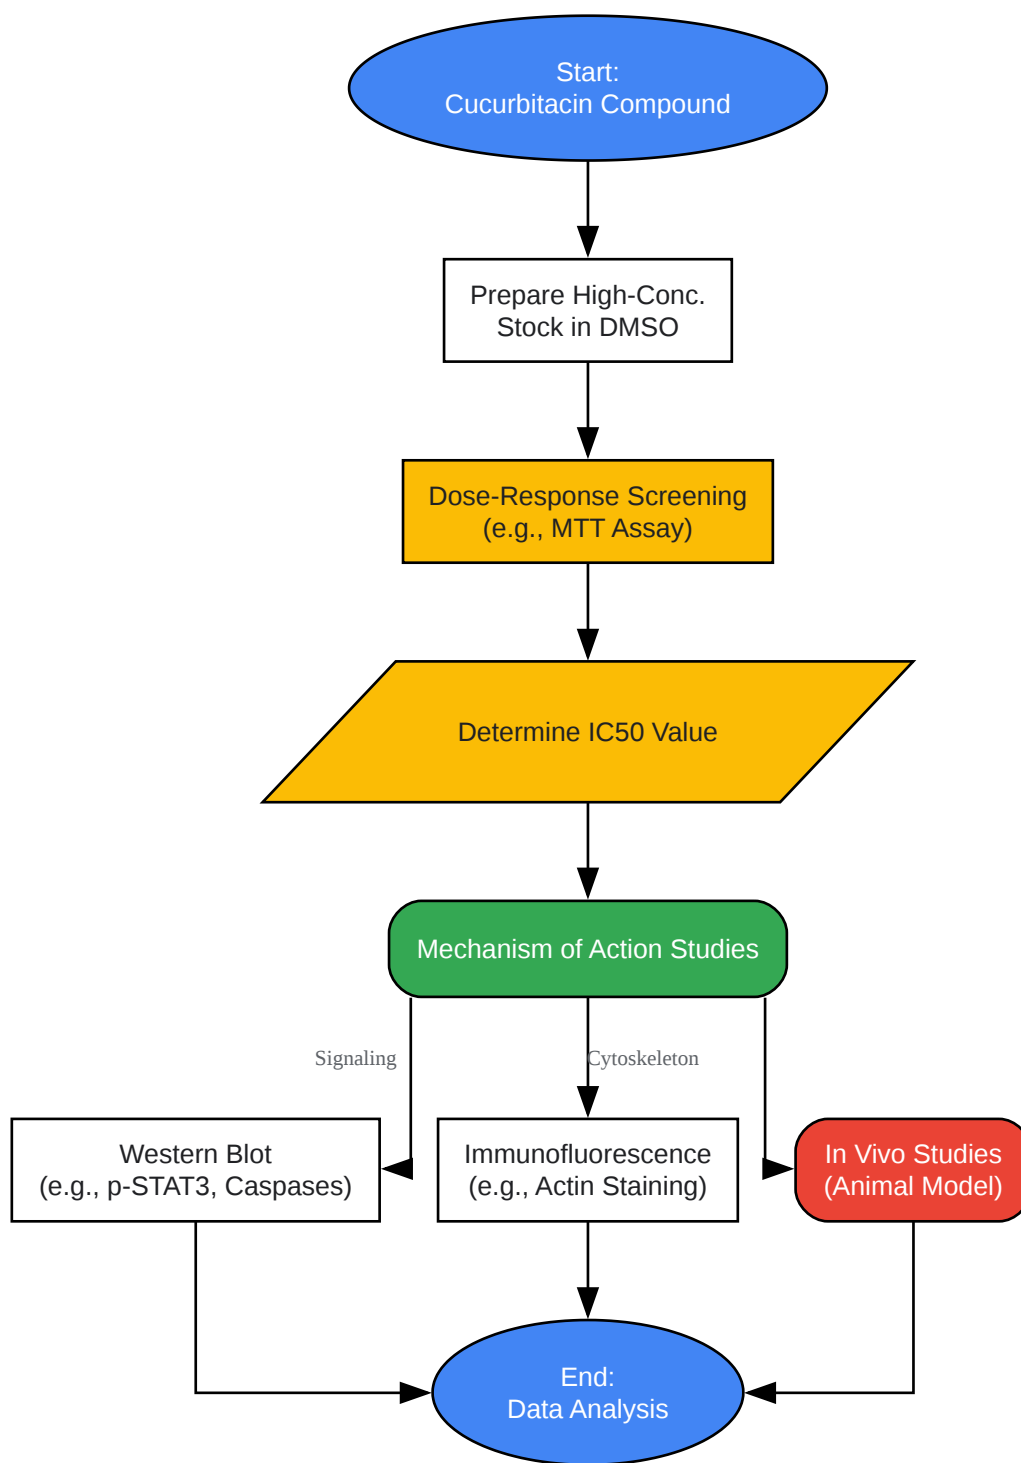 Start:
Cucurbitacin Compound
Prepare High-Conc.
Stock in DMSO
Dose-Response Screening
(e.g., MTT Assay)
Determine IC50 Value
Mechanism of Action Studies
Signaling
Cytoskeleton
Western Blot
(e.g., p-STAT3, Caspases)
Immunofluorescence
(e.g., Actin Staining)
In Vivo Studies
(Animal Model)
End:
Data Analysis